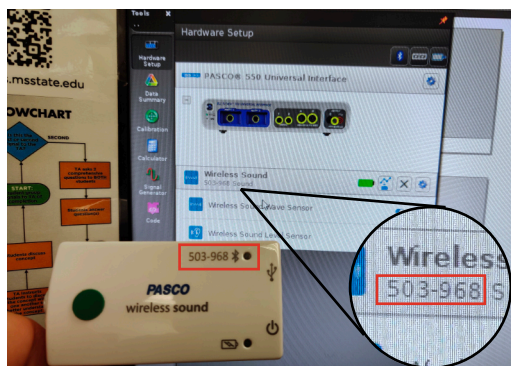 s.msstate.edu
OWCHART
SECOND
START:
Tools
Hardware Setup
Data Summary
Calibration
Calculator
Signal Generator
Code
Hardware Setup
PASCO® 550 Universal Interface
Wireless Sound
503-968 Sound
Wireless Sound Wave Sensor
Wireless Sound Level Sensor
503-968
PASCO
wireless sound
Wireless
503-968 S